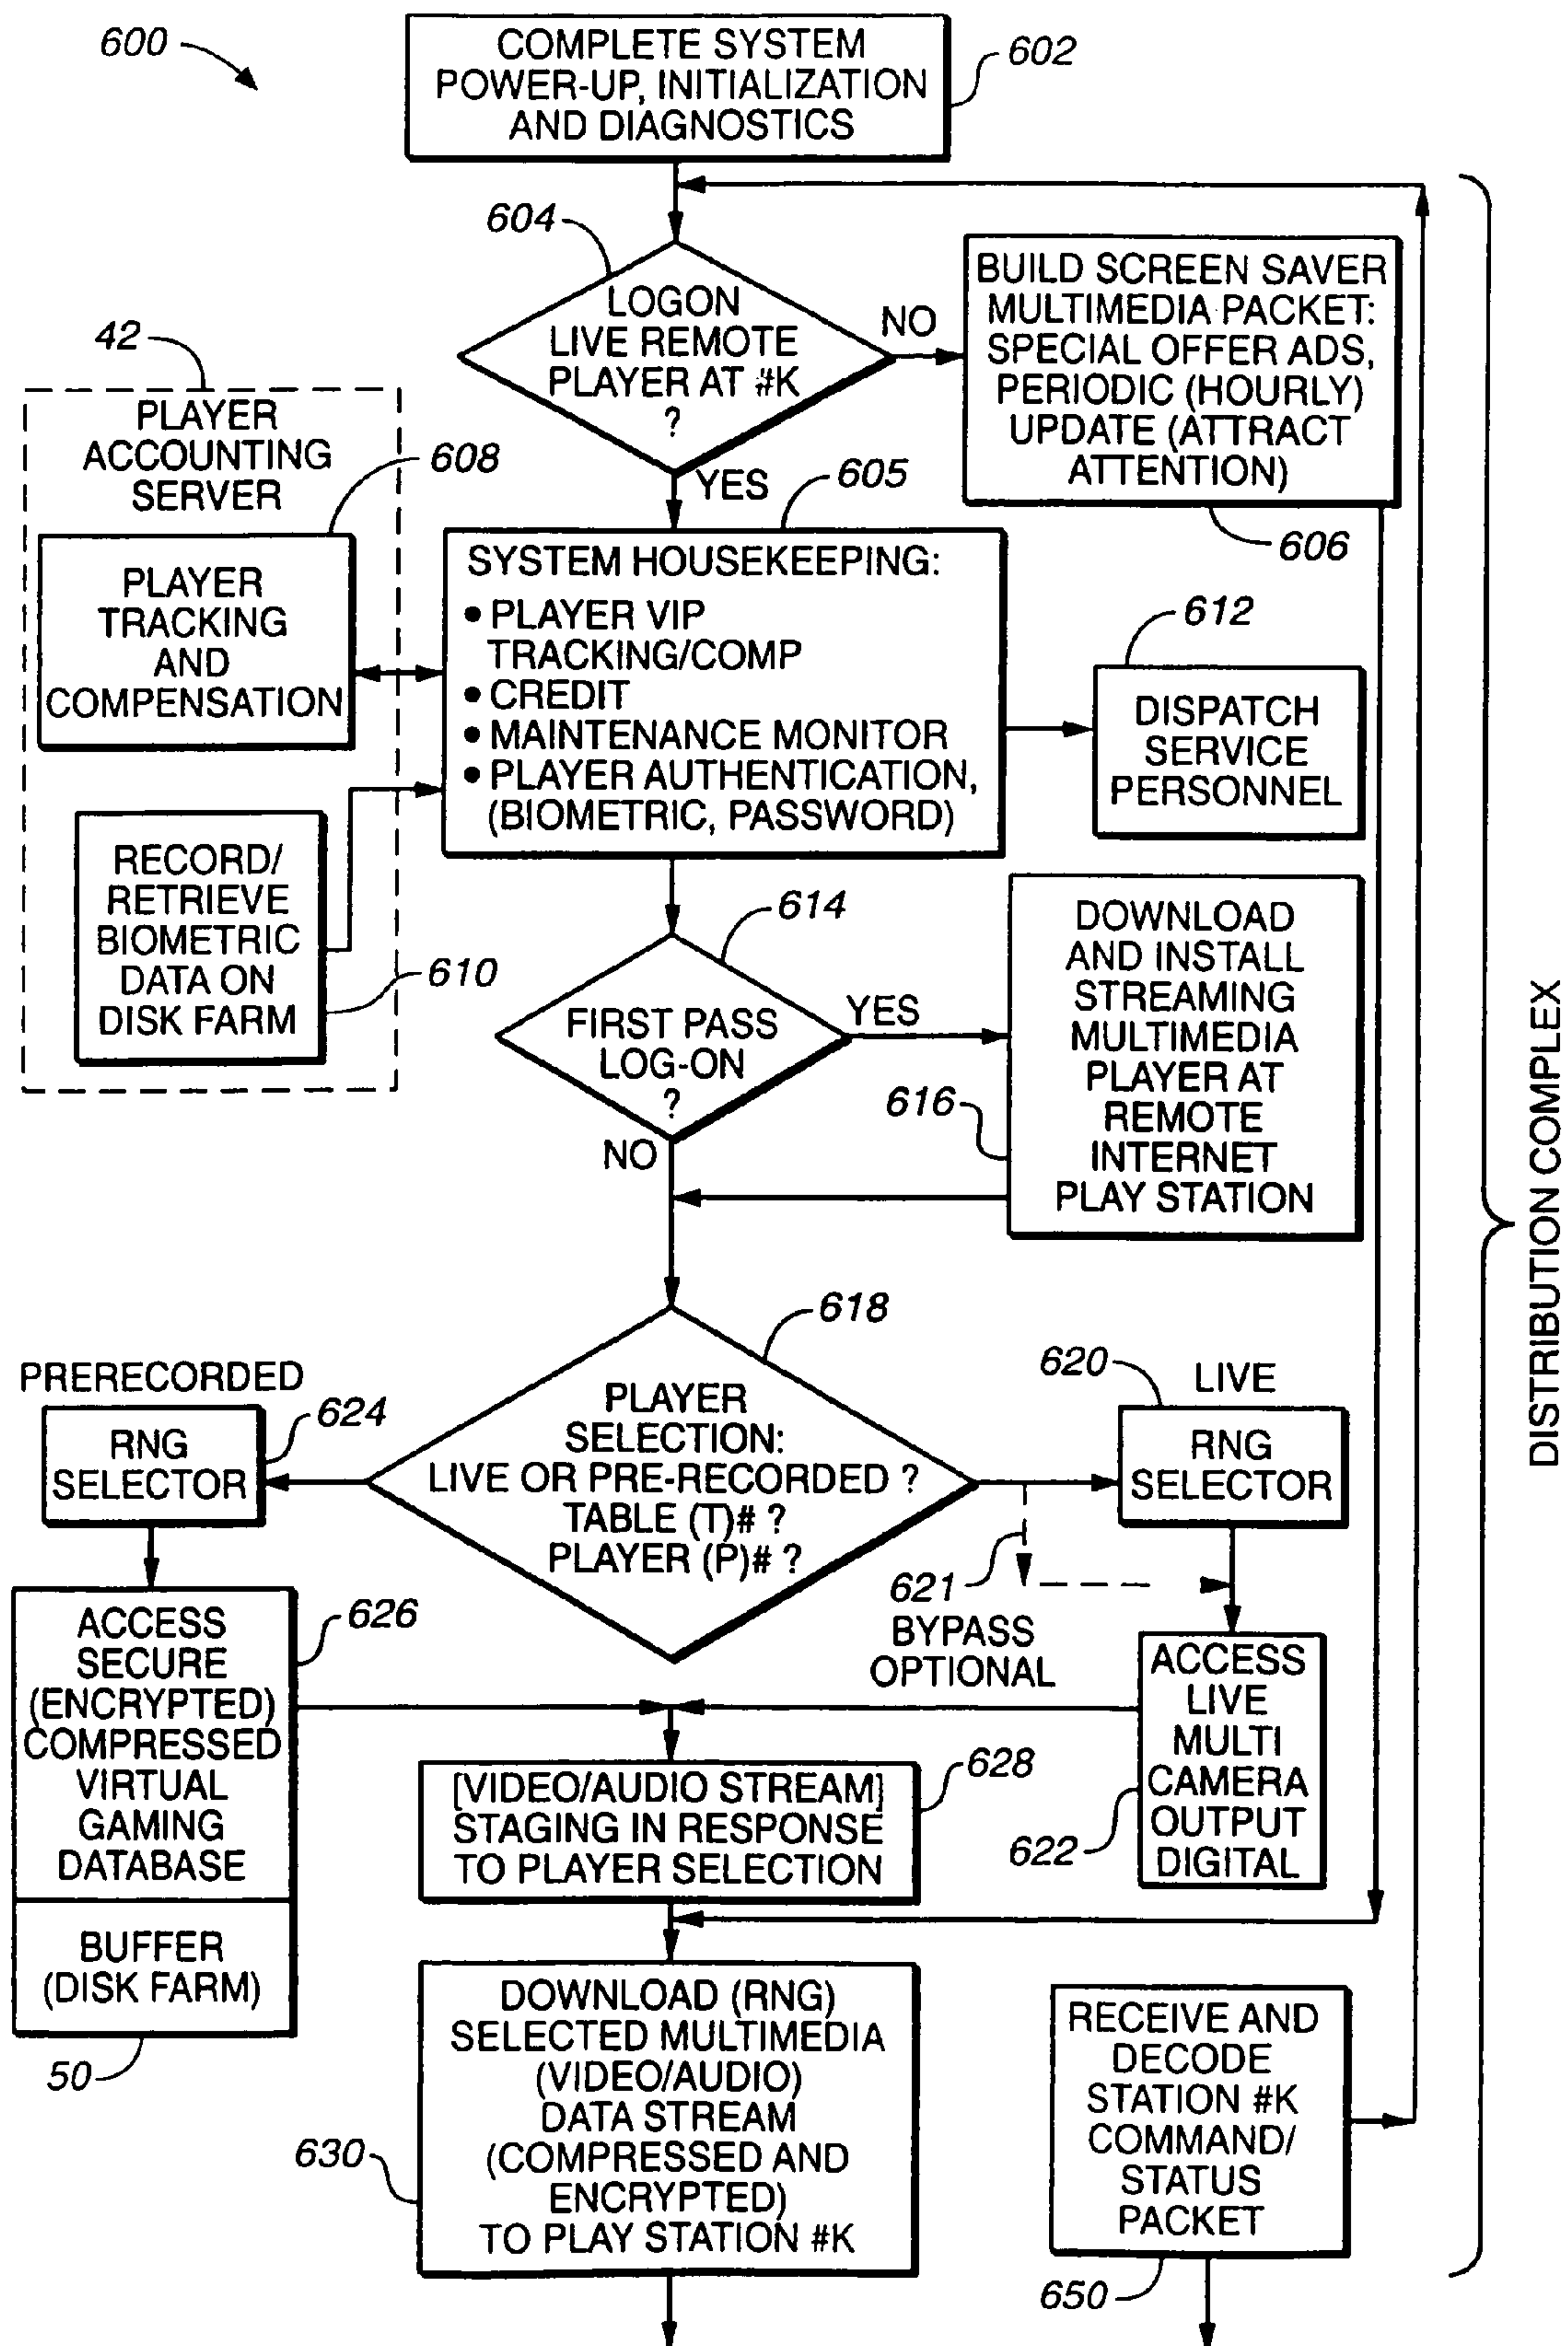 600
COMPLETE SYSTEM
POWER-UP, INITIALIZATION
AND DIAGNOSTICS
602
604
LOGON
LIVE REMOTE
PLAYER AT #K
?
NO
YES
BUILD SCREEN SAVER
MULTIMEDIA PACKET:
SPECIAL OFFER ADS,
PERIODIC (HOURLY)
UPDATE (ATTRACT
ATTENTION)
606
42
PLAYER
ACCOUNTING
SERVER
608
PLAYER
TRACKING
AND
COMPENSATION
RECORD/
RETRIEVE
BIOMETRIC
DATA ON
DISK FARM
610
605
SYSTEM HOUSEKEEPING:
• PLAYER VIP
TRACKING/COMP
• CREDIT
• MAINTENANCE MONITOR
• PLAYER AUTHENTICATION,
(BIOMETRIC, PASSWORD)
612
DISPATCH
SERVICE
PERSONNEL
614
FIRST PASS
LOG-ON
?
YES
NO
616
DOWNLOAD
AND INSTALL
STREAMING
MULTIMEDIA
PLAYER AT
REMOTE
INTERNET
PLAY STATION
DISTRIBUTION COMPLEX
618
PLAYER
SELECTION:
LIVE OR PRE-RECORDED ?
TABLE (T)# ?
PLAYER (P)# ?
PRERECORDED
624
RNG
SELECTOR
620
LIVE
RNG
SELECTOR
621
BYPASS
OPTIONAL
626
ACCESS
SECURE
(ENCRYPTED)
COMPRESSED
VIRTUAL
GAMING
DATABASE
BUFFER
(DISK FARM)
50
ACCESS
LIVE
MULTI
CAMERA
OUTPUT
DIGITAL
622
628
[VIDEO/AUDIO STREAM]
STAGING IN RESPONSE
TO PLAYER SELECTION
630
DOWNLOAD (RNG)
SELECTED MULTIMEDIA
(VIDEO/AUDIO)
DATA STREAM
(COMPRESSED AND
ENCRYPTED)
TO PLAY STATION #K
RECEIVE AND
DECODE
STATION #K
COMMAND/
STATUS
PACKET
650